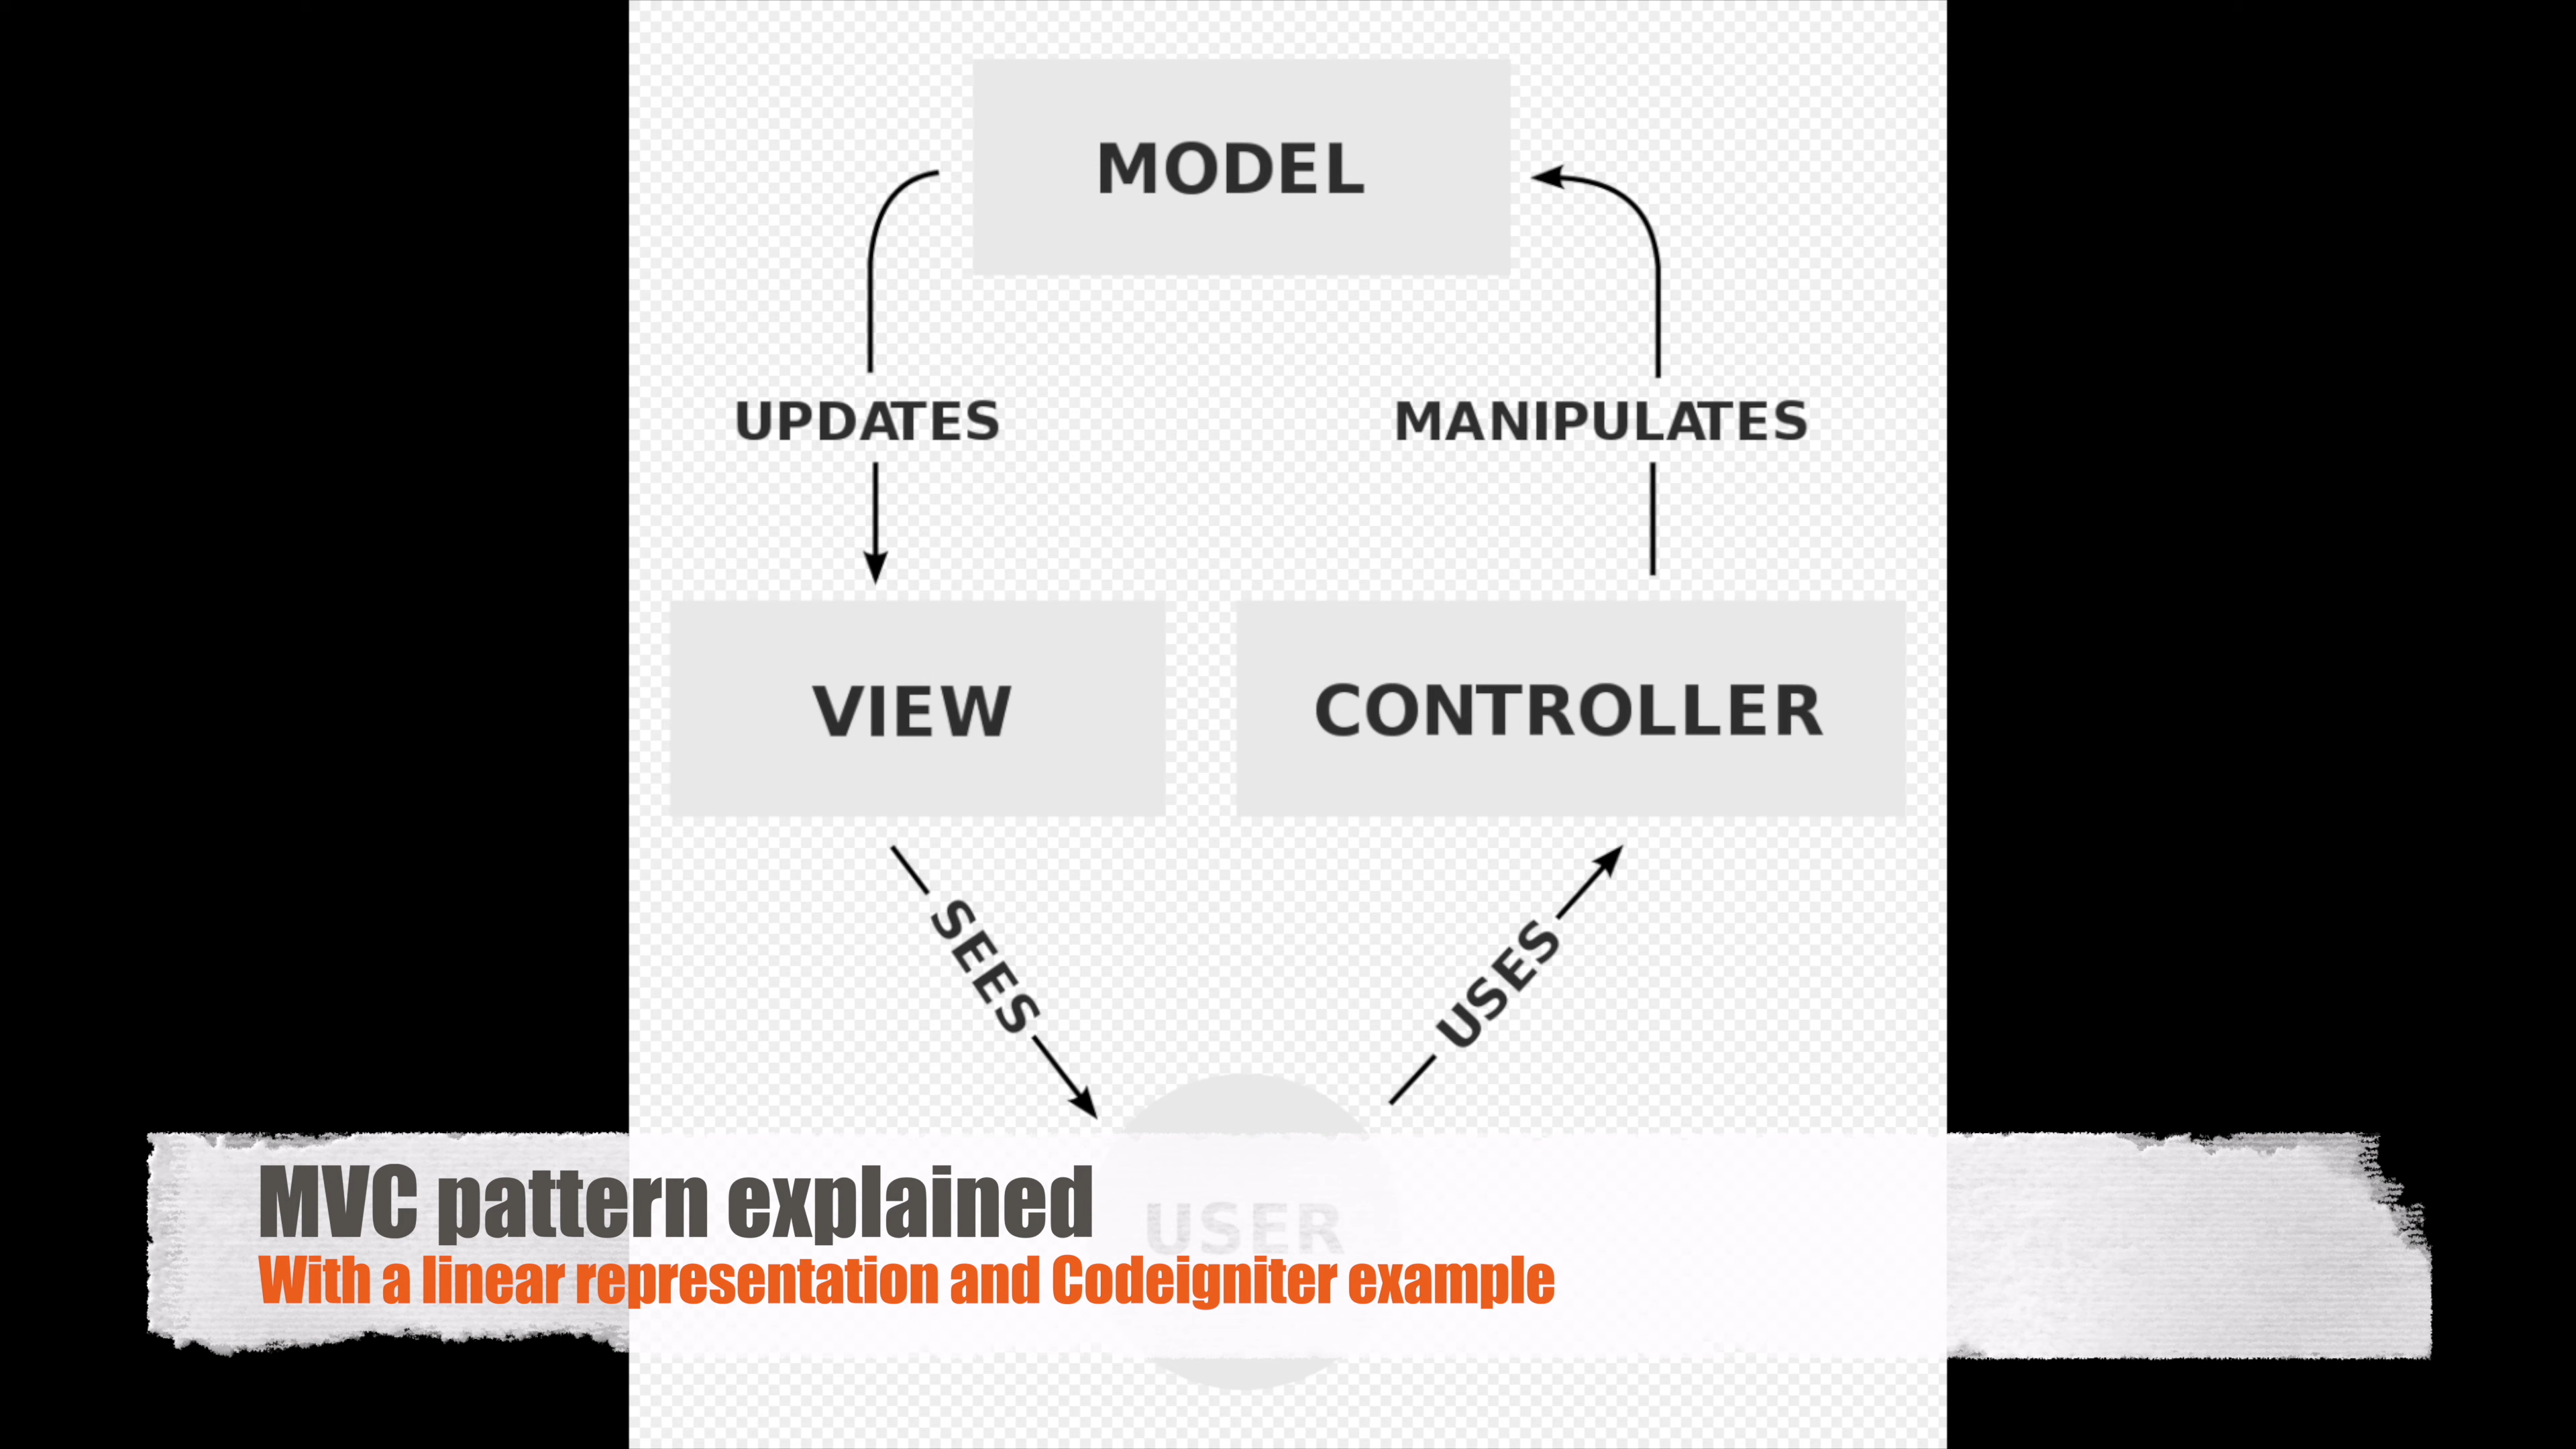 MODEL
UPDATES
MANIPULATES
VIEW
CONTROLLER
SEES
USES
USER
MVC pattern explained
With a linear representation and Codeigniter example